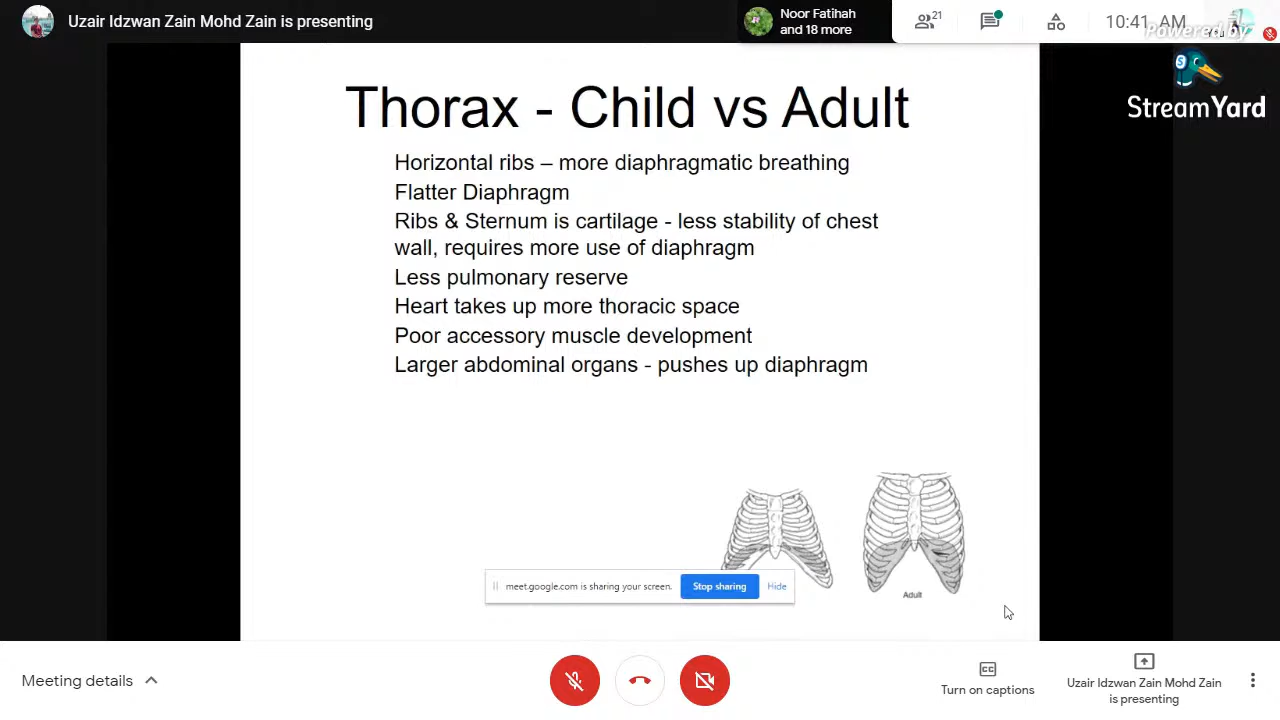 Uzair Idzwan Zain Mohd Zain is presenting
Noor Fatihah
and 18 more
21
10:41 AM
You
Powered by
StreamYard
Thorax - Child vs Adult
Horizontal ribs – more diaphragmatic breathing
Flatter Diaphragm
Ribs & Sternum is cartilage - less stability of chest
wall, requires more use of diaphragm
Less pulmonary reserve
Heart takes up more thoracic space
Poor accessory muscle development
Larger abdominal organs - pushes up diaphragm
meet.google.com is sharing your screen.
Stop sharing
Hide
Adult
Meeting details
Turn on captions
Uzair Idzwan Zain Mohd Zain
is presenting